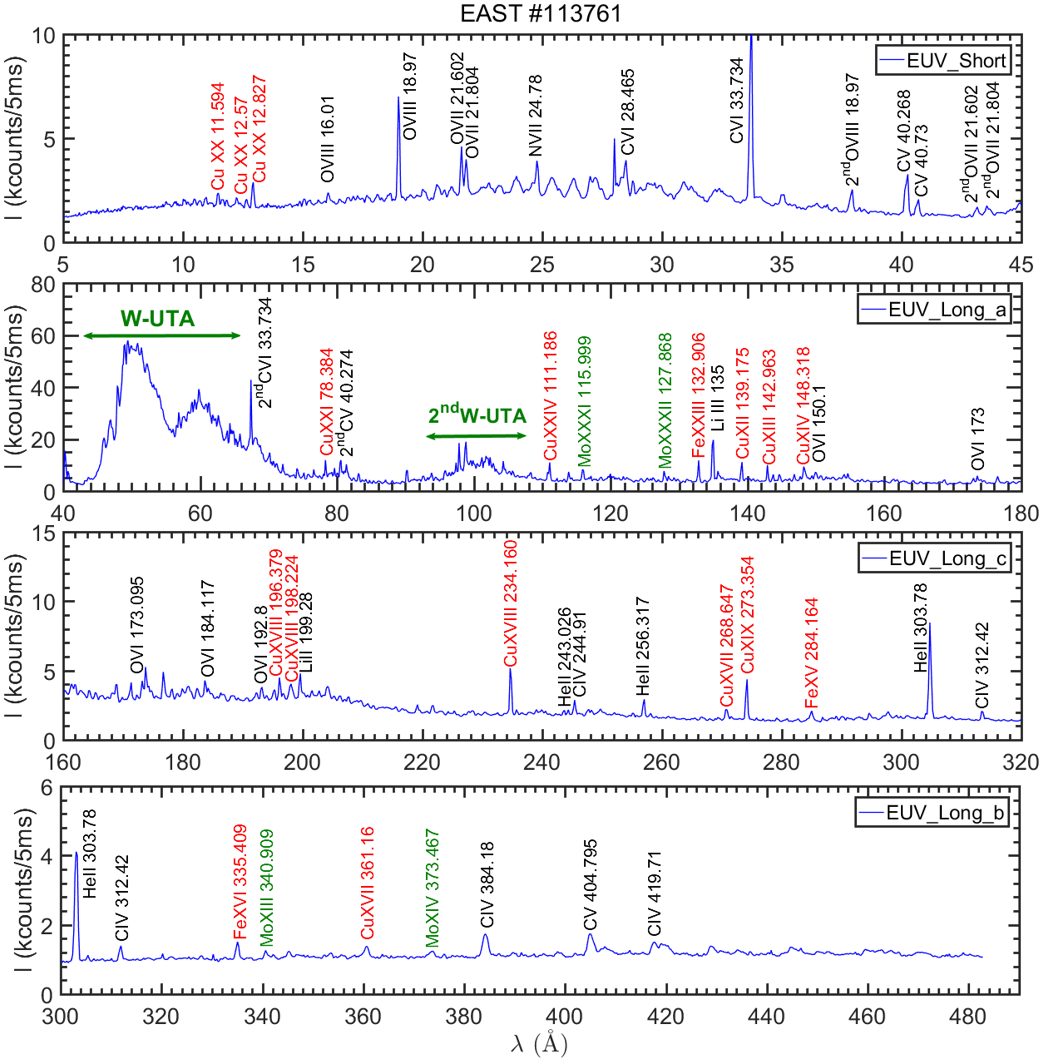 EAST #113761
EUV_Short
Cu XX 11.594
Cu XX 12.57
Cu XX 12.827
OVIII 16.01
OVIII 18.97
OVII 21.602
OVII 21.804
NVII 24.78
CVI 28.465
CVI 33.734
2ndOVIII 18.97
CV 40.268
CV 40.73
2ndOVII 21.602
2ndOVII 21.804
I (kcounts/5ms)
10
5
0
5 10 15 20 25 30 35 40 45
EUV_Long_a
W-UTA
2ndCVI 33.734
CuXXI 78.384
2ndCV 40.274
2ndW-UTA
CuXXIV 111.186
MoXXXI 115.999
MoXXXII 127.868
FeXXIII 132.906
Li III 135
CuXII 139.175
CuXIII 142.963
CuXIV 148.318
OVI 150.1
OVI 173
I (kcounts/5ms)
80
60
40
20
0
40 60 80 100 120 140 160 180
EUV_Long_c
OVI 173.095
OVI 184.117
OVI 192.8
CuXVIII 196.379
CuXVIII 198.224
LiII 199.28
CuXVIII 234.160
HeII 243.026
CIV 244.91
HeII 256.317
CuXVII 268.647
CuXIX 273.354
FeXV 284.164
HeII 303.78
CIV 312.42
I (kcounts/5ms)
15
10
5
0
160 180 200 220 240 260 280 300 320
EUV_Long_b
HeII 303.78
CIV 312.42
FeXVI 335.409
MoXIII 340.909
CuXVII 361.16
MoXIV 373.467
CIV 384.18
CV 404.795
CIV 419.71
I (kcounts/5ms)
6
4
2
0
300 320 340 360 380 400 420 440 460 480
λ (Å)